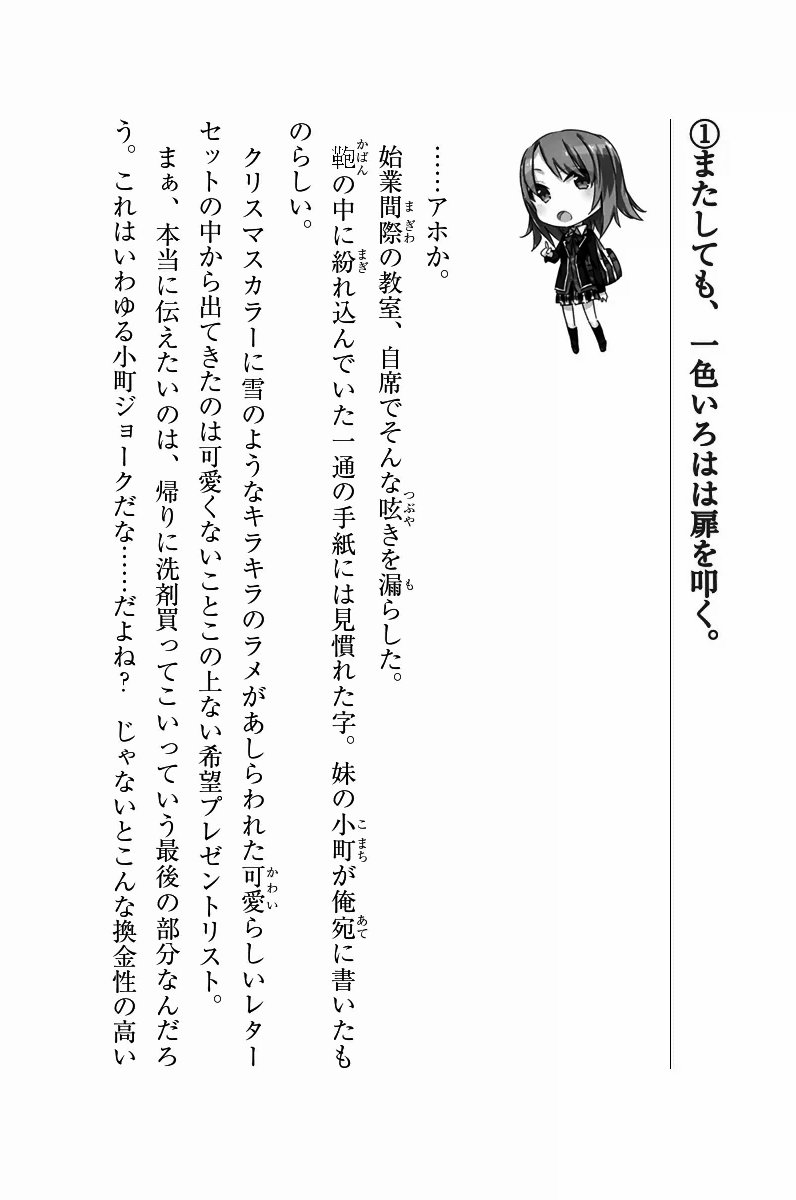 ①またしても、一色いろはは扉を叩く。
……アホか。
始業間際の教室、自席でそんな呟きを漏らした。
鞄の中に紛れ込んでいた一通の手紙には見慣れた字。妹の小町が俺宛に書いたも
のらしい。
クリスマスカラーに雪のようなキラキラのラメがあしらわれた可愛らしいレター
セットの中から出てきたのは可愛くないことこの上ない希望プレゼントリスト。
まぁ、本当に伝えたいのは、帰りに洗剤買ってこいっていう最後の部分なんだろ
う。これはいわゆる小町ジョークだな……だよね？　じゃないとこんな換金性の高い